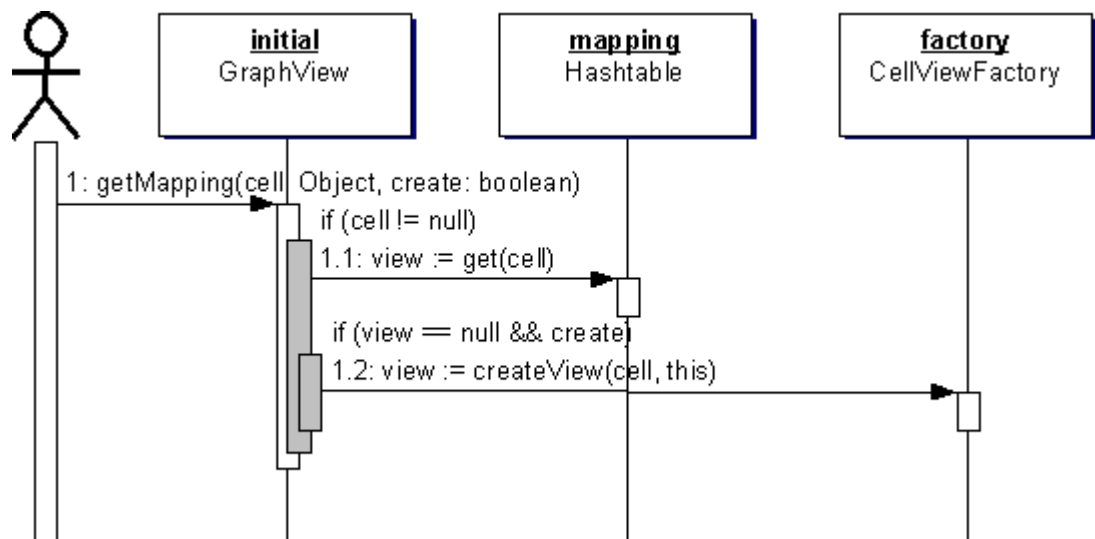 initial
GraphView
mapping
Hashtable
factory
CellViewFactory
1: getMapping(cell Object, create: boolean)
if (cell != null)
1.1: view := get(cell)
if (view == null && create)
1.2: view := createView(cell, this)